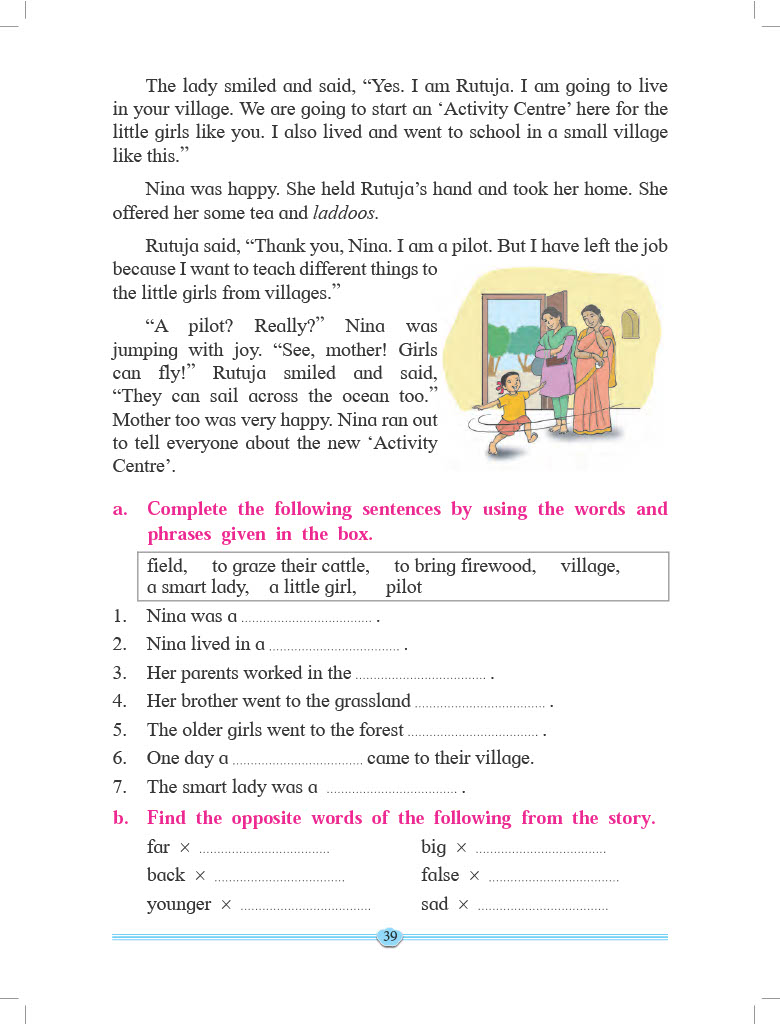 The lady smiled and said, “Yes. I am Rutuja. I am going to live
in your village. We are going to start an ‘Activity Centre’ here for the
little girls like you. I also lived and went to school in a small village
like this.”
Nina was happy. She held Rutuja’s hand and took her home. She
offered her some tea and laddoos.
Rutuja said, “Thank you, Nina. I am a pilot. But I have left the job
because I want to teach different things to
the little girls from villages.”
“A pilot? Really?” Nina was
jumping with joy. “See, mother! Girls
can fly!” Rutuja smiled and said,
“They can sail across the ocean too.”
Mother too was very happy. Nina ran out
to tell everyone about the new ‘Activity
Centre’.
a. Complete the following sentences by using the words and
phrases given in the box.
field, to graze their cattle, to bring firewood, village,
a smart lady, a little girl, pilot
1. Nina was a .................................... .
2. Nina lived in a .................................... .
3. Her parents worked in the .................................... .
4. Her brother went to the grassland .................................... .
5. The older girls went to the forest .................................... .
6. One day a .................................... came to their village.
7. The smart lady was a .................................... .
b. Find the opposite words of the following from the story.
far × .................................... big × ....................................
back × .................................... false × ....................................
younger × .................................... sad × ....................................
39